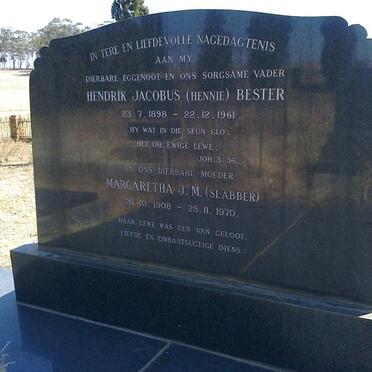 IN TERE EN LIEFDEVOLLE NAGEDAGTENIS
AAN MY
DIERBARE EGGENOOT EN ONS SORGSAME VADER
HENDRIK JACOBUS (HENNIE) BESTER
23.7.1898 – 22.12.1961.
HY WAT IN DIE SEUN GLO,
HET DIE EWIGE LEWE.
JOH. 3:36.
EN ONS DIERBARE MOEDER
MARGARETHA J.M. (SLABBER)
26.10.1908 – 25.11.1970.
HAAR LEWE WAS EEN VAN GELOOF,
LIEFDE EN ONBAATSUGTIGE DIENS.